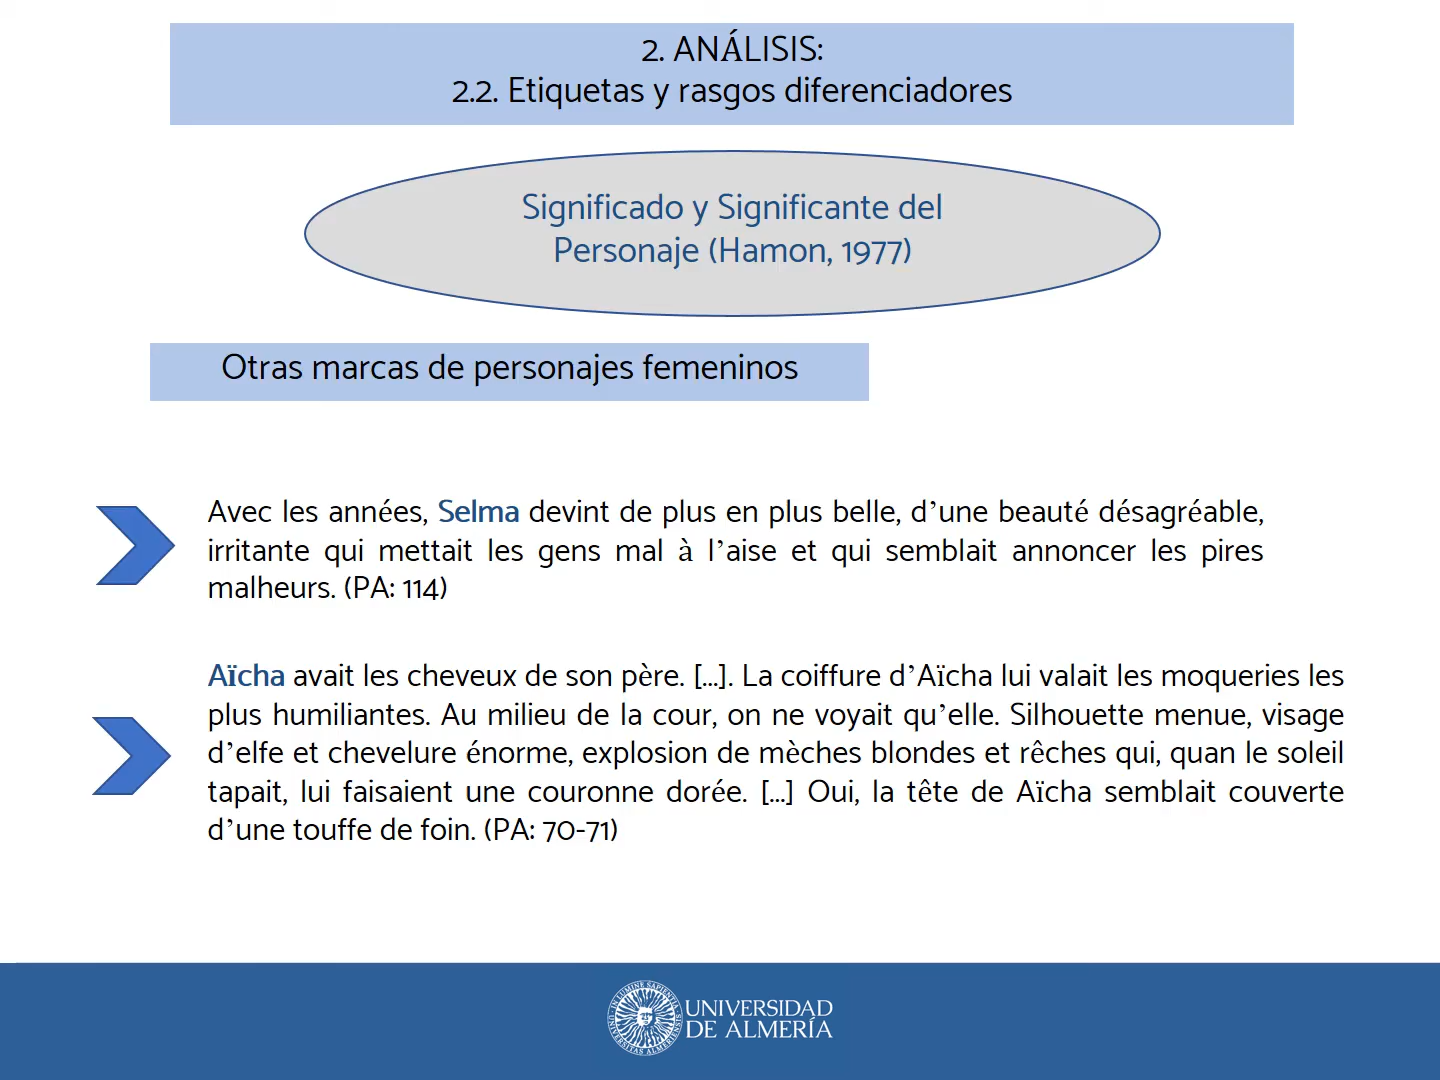 2. ANÁLISIS:
2.2. Etiquetas y rasgos diferenciadores
Significado y Significante del
Personaje (Hamon, 1977)
Otras marcas de personajes femeninos
Avec les années, Selma devint de plus en plus belle, d’une beauté désagréable,
irritante qui mettait les gens mal à l’aise et qui semblait annoncer les pires
malheurs. (PA: 114)
Aïcha avait les cheveux de son père. [...]. La coiffure d’Aïcha lui valait les moqueries les
plus humiliantes. Au milieu de la cour, on ne voyait qu’elle. Silhouette menue, visage
d’elfe et chevelure énorme, explosion de mèches blondes et rêches qui, quan le soleil
tapait, lui faisaient une couronne dorée. [...] Oui, la tête de Aïcha semblait couverte
d’une touffe de foin. (PA: 70-71)
IN LUMINE SAPIENTIA
UNIVERSITAS ALMERIENSIS
UNIVERSIDAD
DE ALMERÍA